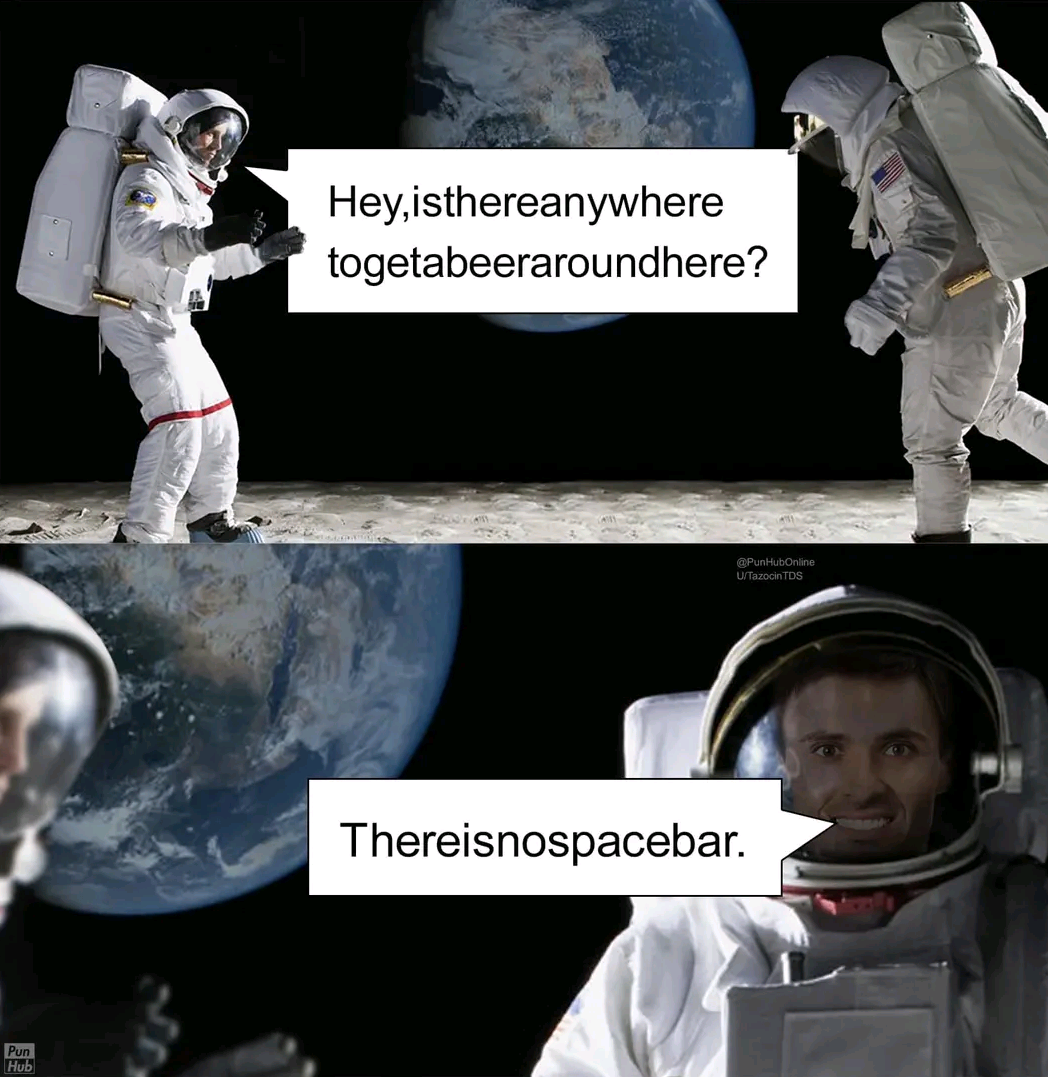 Hey,isthereanywhere
togetabeeraroundhere?
@PunHubOnline
U/TazocinTDS
Thereisnospacebar.
Pun
Hub